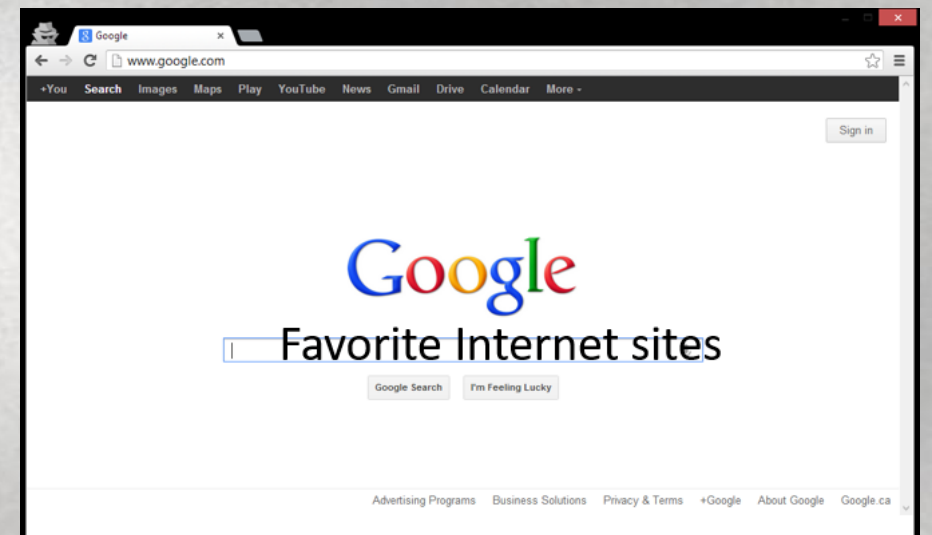 Google
www.google.com
+You Search Images Maps Play YouTube News Gmail Drive Calendar More
Sign in
Google
Favorite Internet sites
Google Search I'm Feeling Lucky
Advertising Programs Business Solutions Privacy & Terms +Google About Google Google.ca